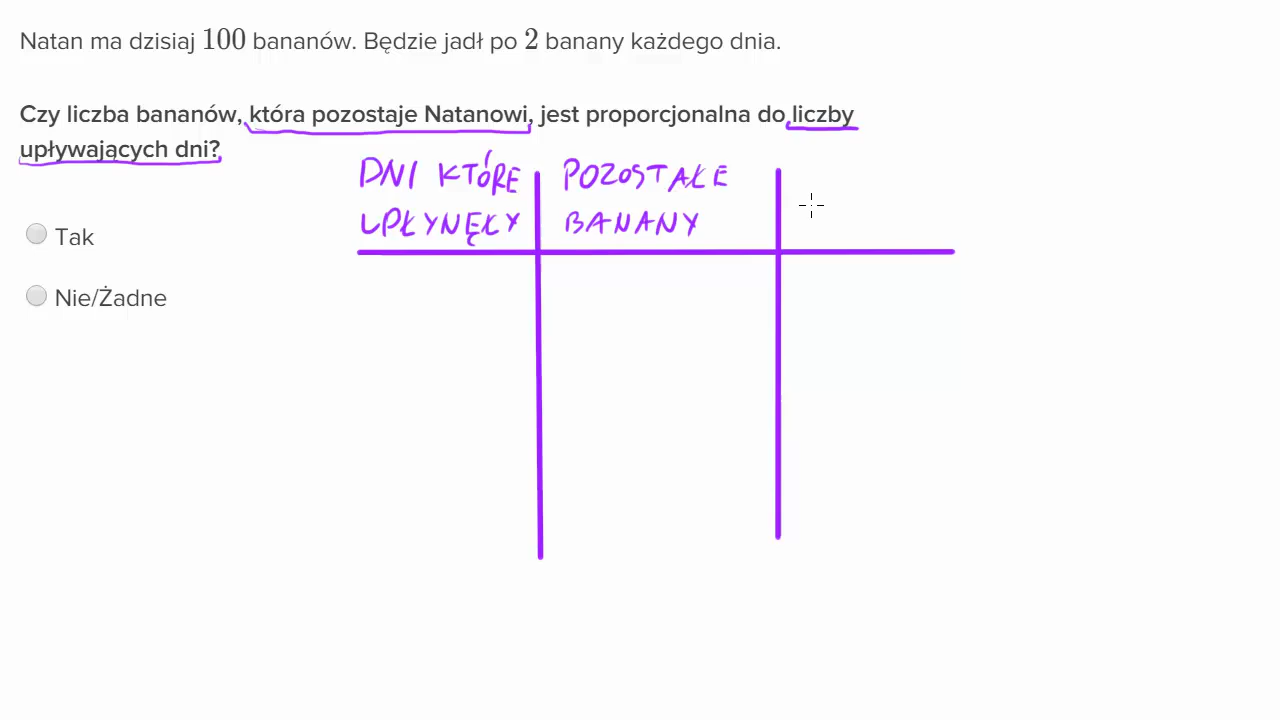 Natan ma dzisiaj 100 bananów. Będzie jadł po 2 banany każdego dnia.
Czy liczba bananów, która pozostaje Natanowi, jest proporcjonalna do liczby
upływających dni?
DNI KTÓRE
UPŁYNĘŁY
POZOSTAŁE
BANANY
Tak
Nie/Żadne